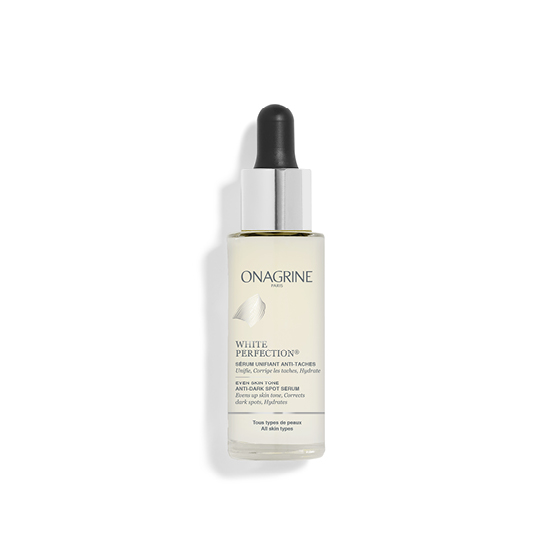 ONAGRINE
PARIS
WHITE
PERFECTION®
SÉRUM UNIFIANT ANTI-TACHES
Unifie, Corrige les taches, Hydrate
EVEN SKIN TONE
ANTI-DARK SPOT SERUM
Evens up skin tone, Corrects
dark spots, Hydrates
Tous types de peaux
All skin types